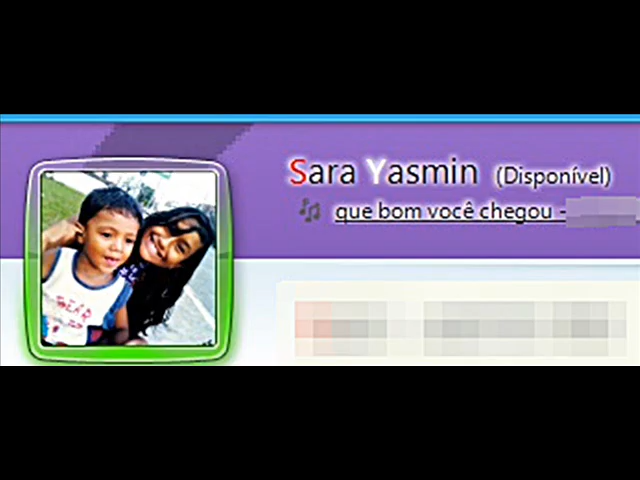 Sara Yasmin (Disponível)
que bom você chegou -